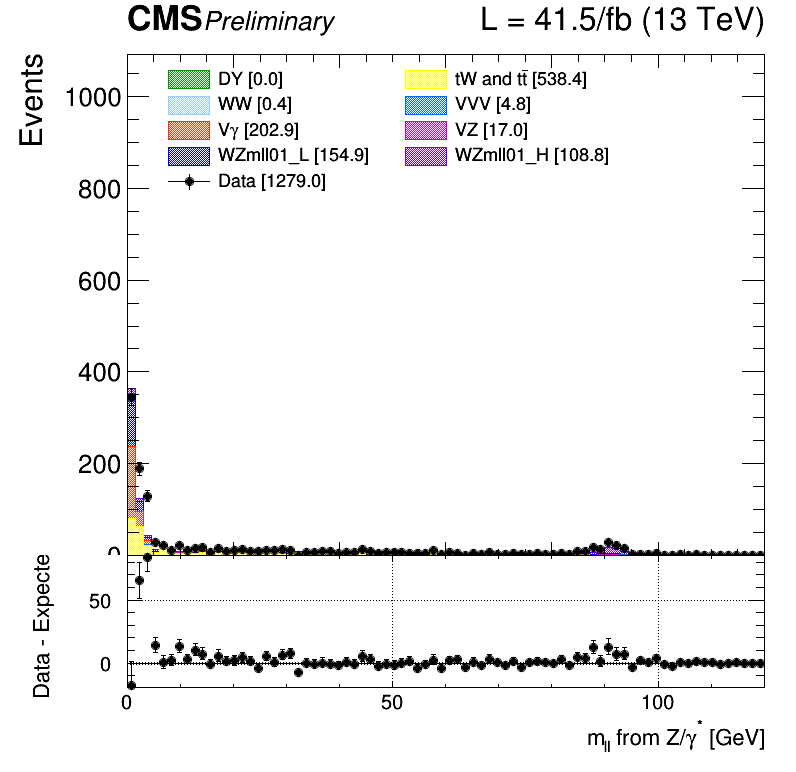 CMS Preliminary L = 41.5/fb (13 TeV)
Events
1000
800
600
400
200
0
DY [0.0]
tW and tt̄ [538.4]
WW [0.4]
VVV [4.8]
Vγ [202.9]
VZ [17.0]
WZmll01_L [154.9]
WZmll01_H [108.8]
Data [1279.0]
Data - Expecte
50
0
0 50 100
m_ll from Z/γ* [GeV]